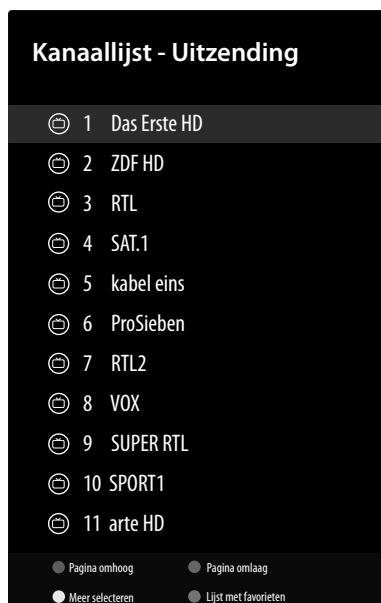 Kanaallijst - Uitzending
1 Das Erste HD
2 ZDF HD
3 RTL
4 SAT.1
5 kabel eins
6 ProSieben
7 RTL2
8 VOX
9 SUPER RTL
10 SPORT1
11 arte HD
Pagina omhoog Pagina omlaag
Meer selecteren Lijst met favorieten